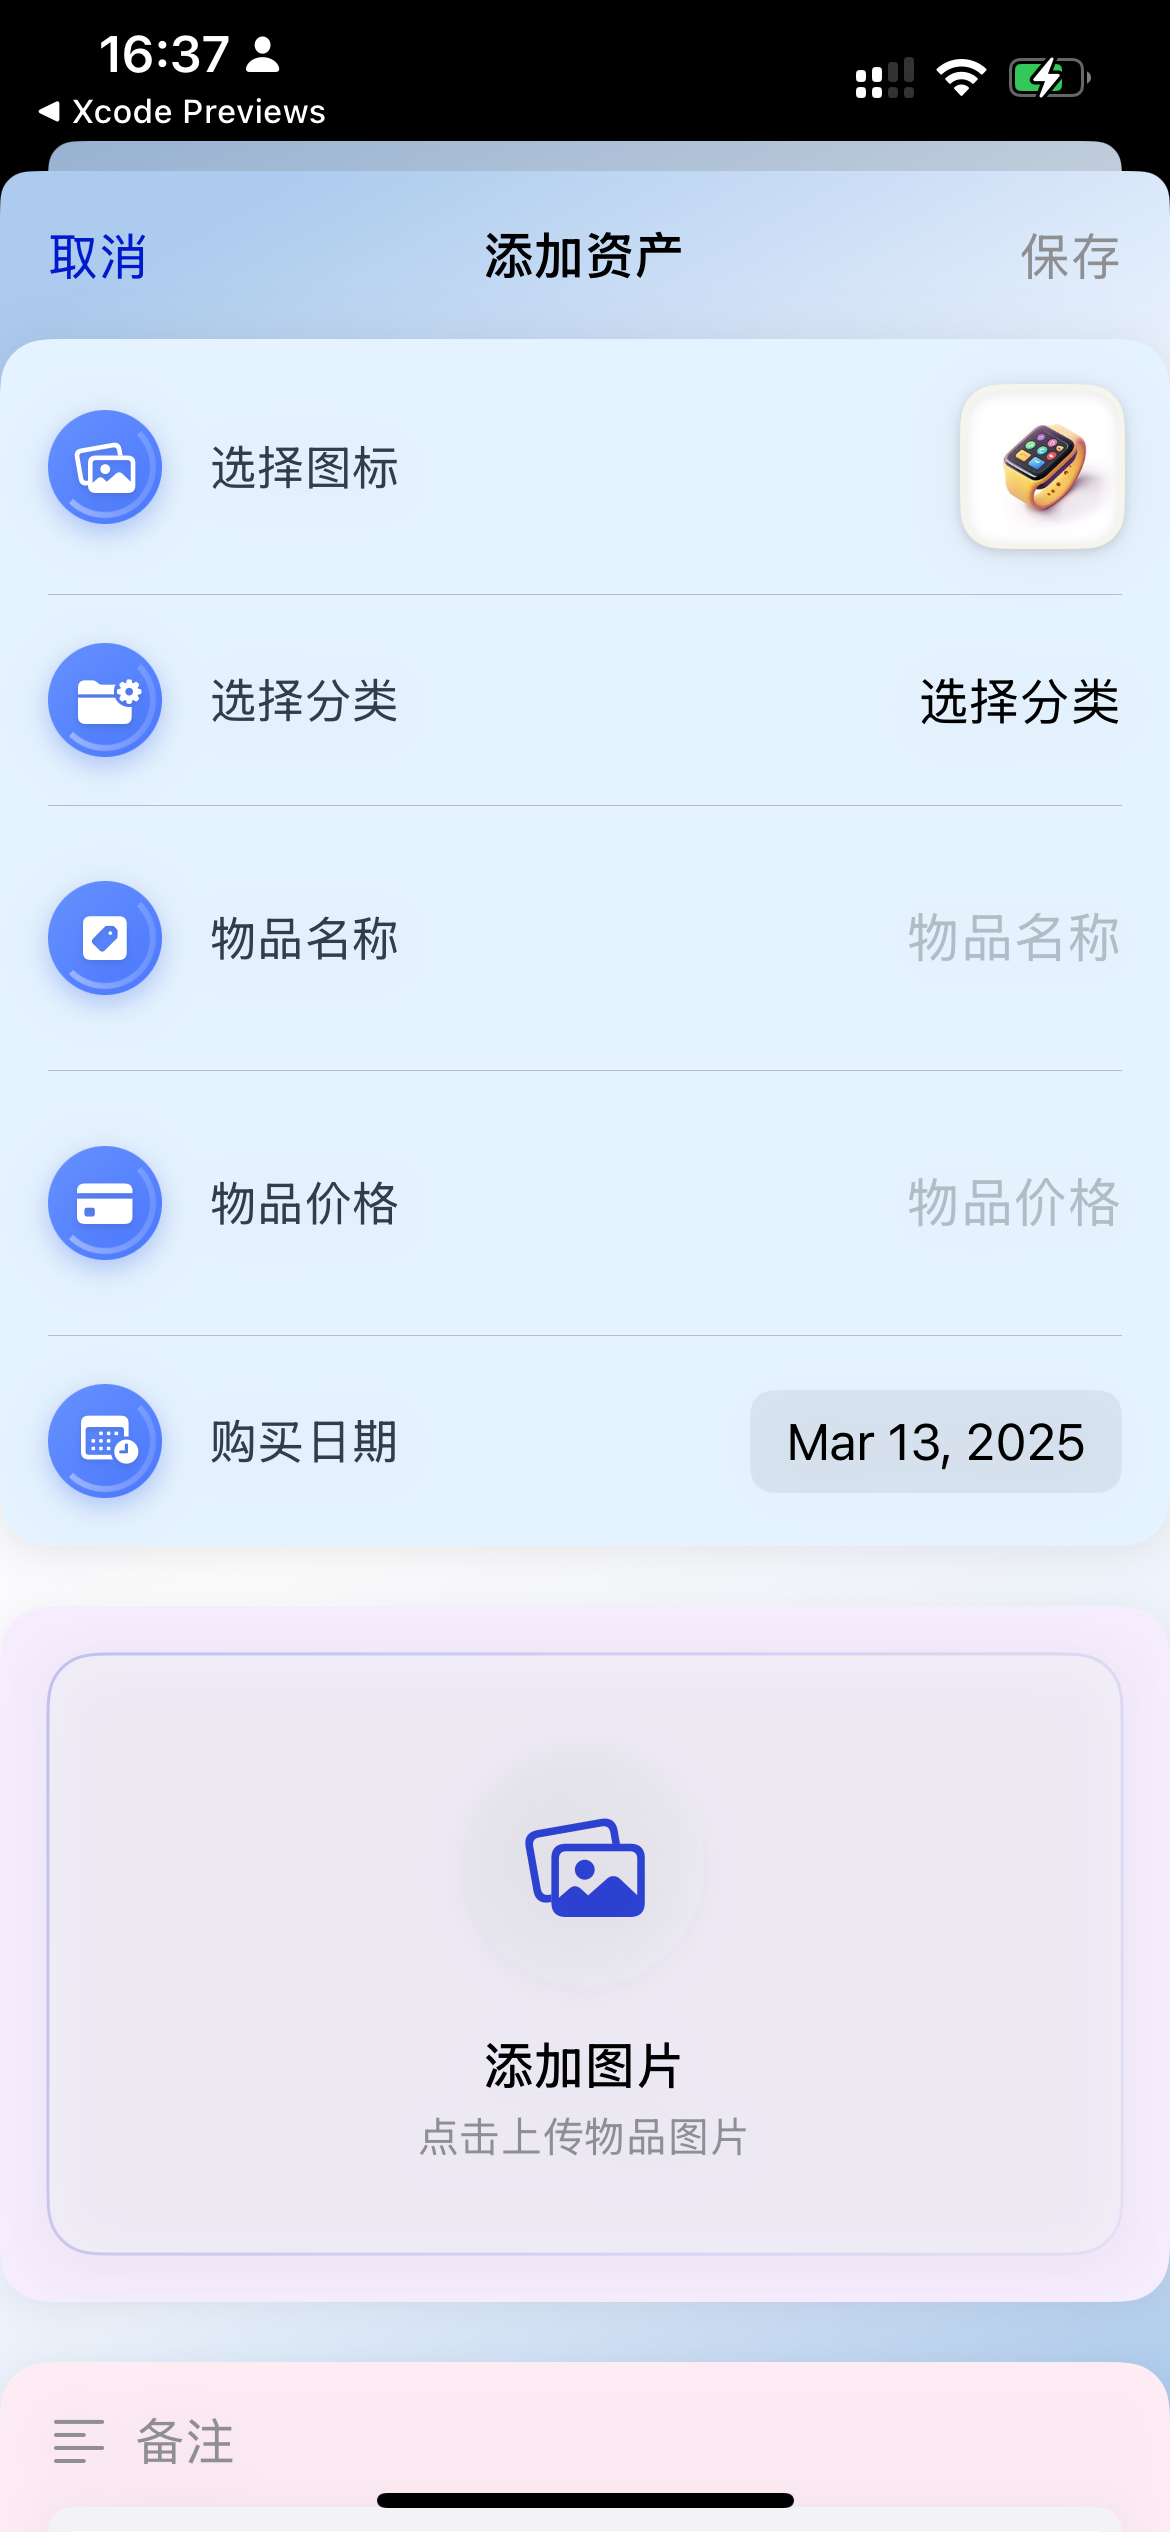 16:37
Xcode Previews
取消
添加资产
保存
选择图标
选择分类
选择分类
物品名称
物品名称
物品价格
物品价格
购买日期
Mar 13, 2025
添加图片
点击上传物品图片
备注